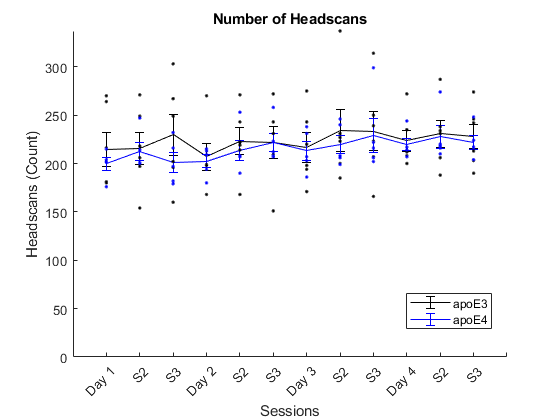 Number of Headscans
Headscans (Count)
300
250
200
150
100
50
0
Day 1
S2
S3
Day 2
S2
S3
Day 3
S2
S3
Day 4
S2
S3
Sessions
apoE3
apoE4